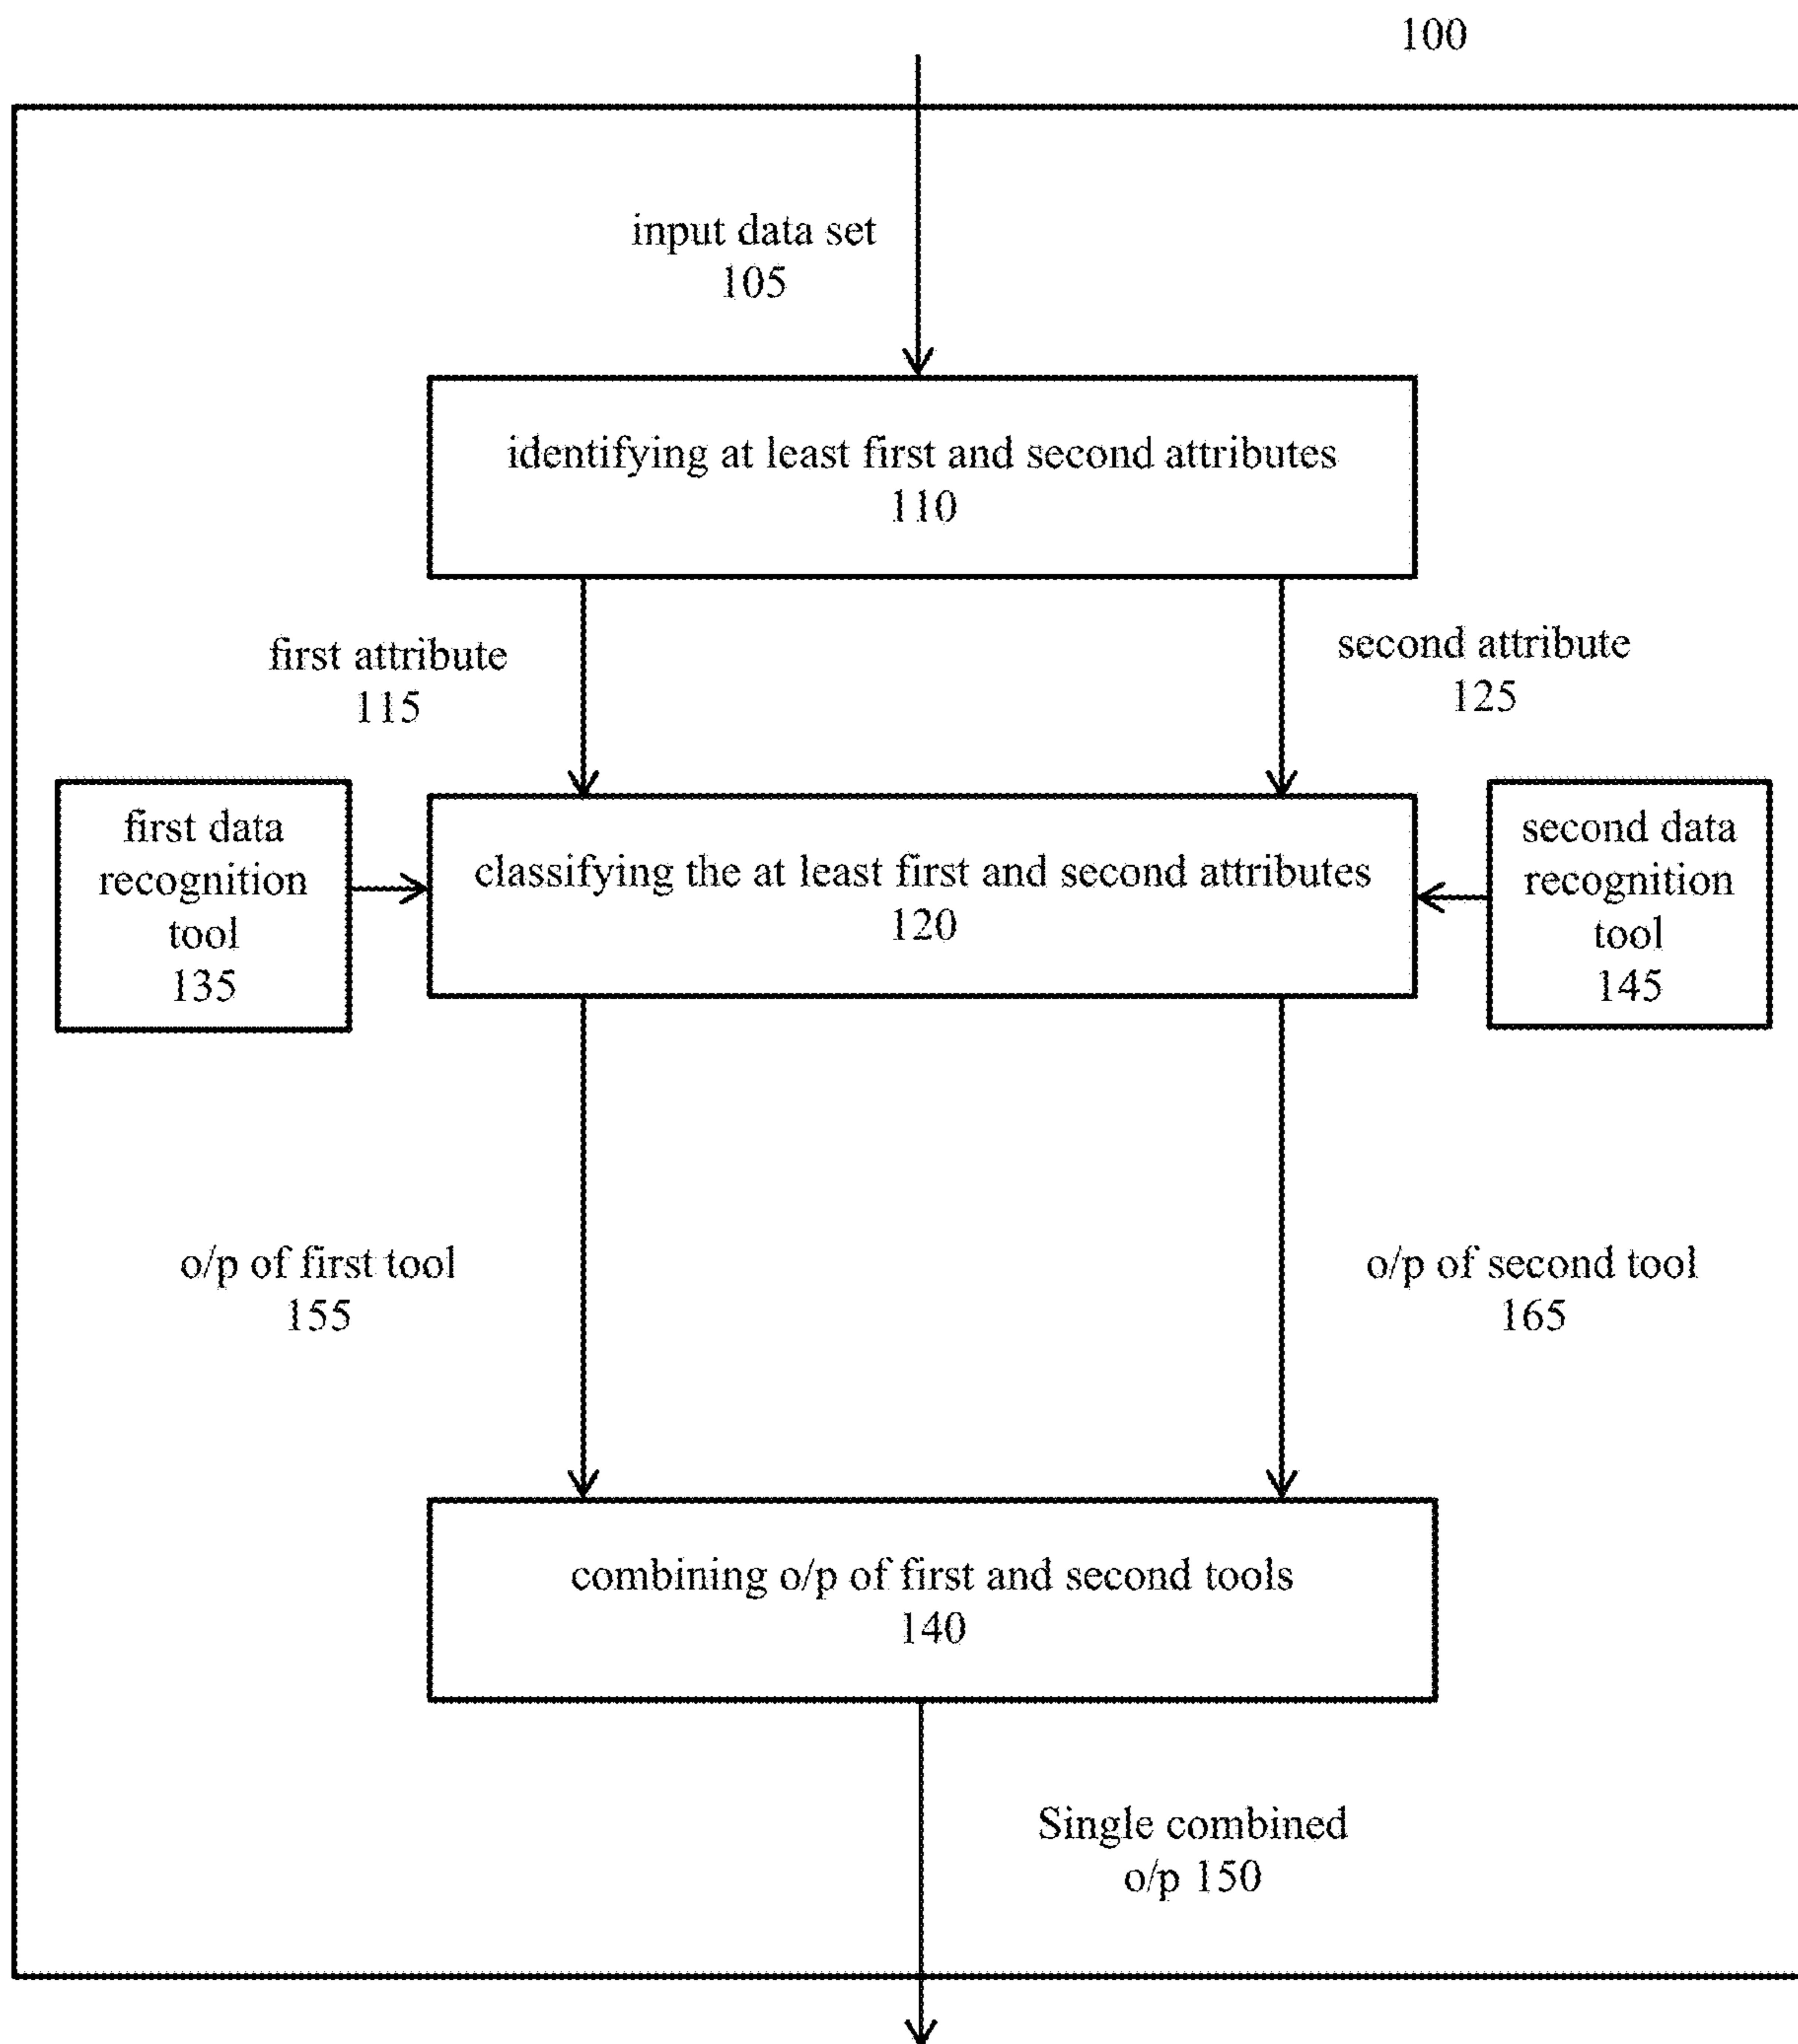 100
input data set
105
identifying at least first and second attributes
110
first attribute
115
second attribute
125
first data
recognition
tool
135
classifying the at least first and second attributes
120
second data
recognition
tool
145
o/p of first tool
155
o/p of second tool
165
combining o/p of first and second tools
140
Single combined
o/p 150